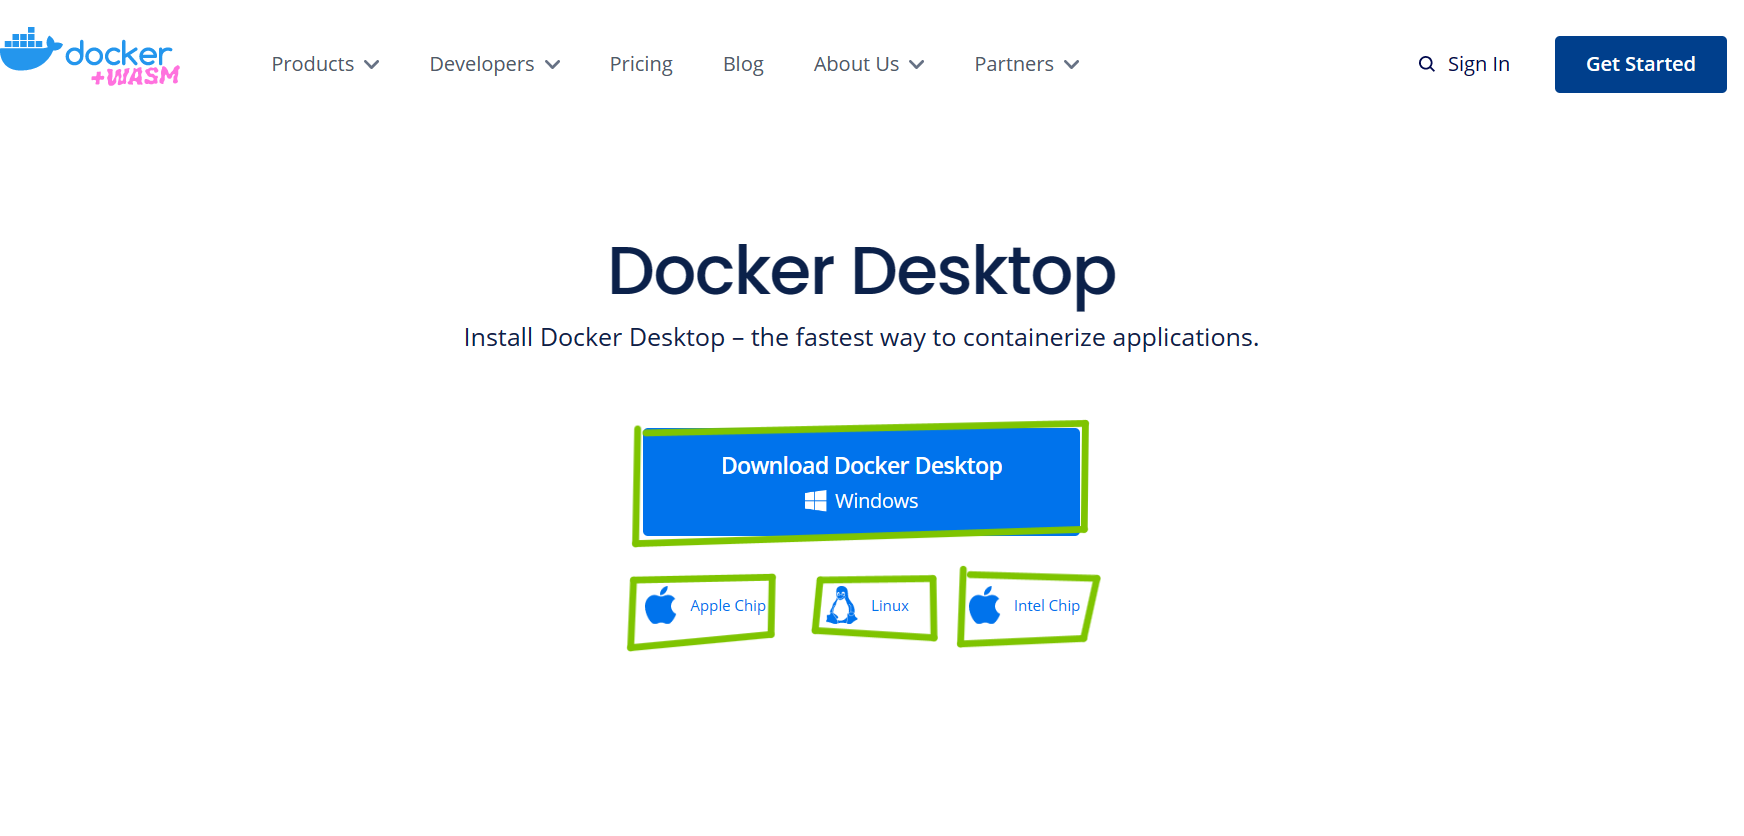 docker
+WASM
Products Developers Pricing Blog About Us Partners Sign In Get Started
Docker Desktop
Install Docker Desktop – the fastest way to containerize applications.
Download Docker Desktop
Windows
Apple Chip Linux Intel Chip